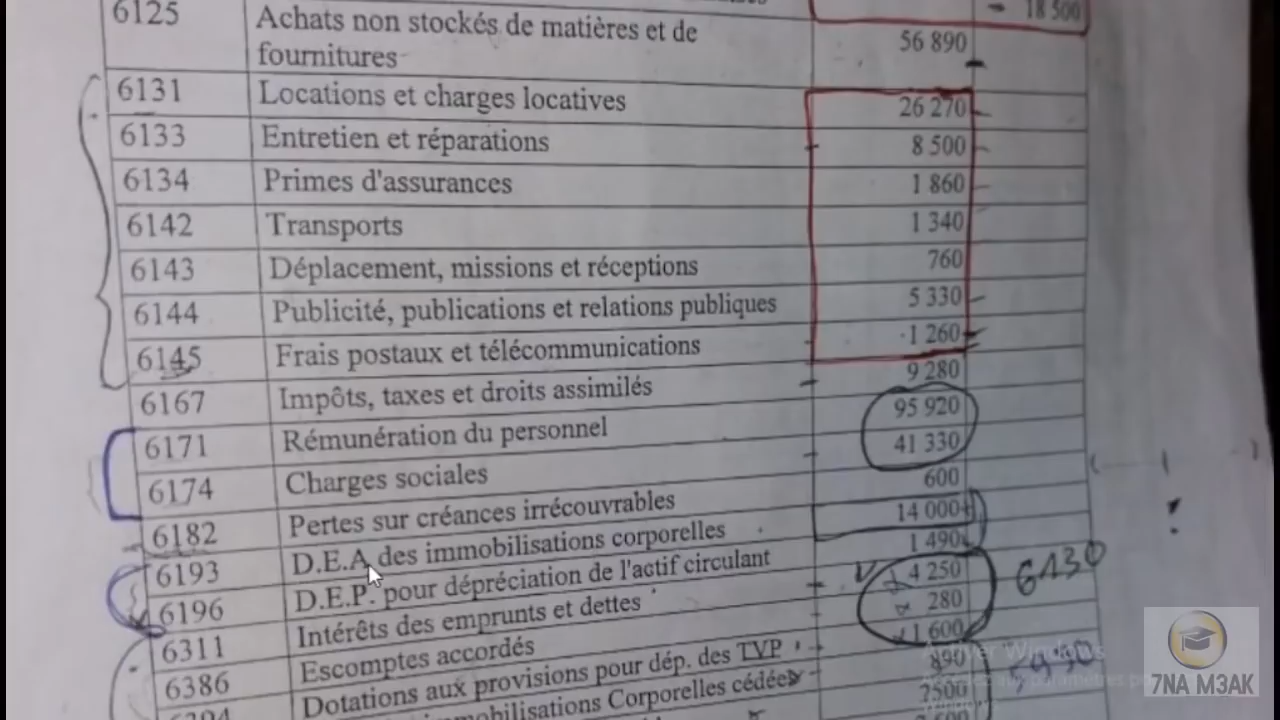 6125 Achats non stockés de matières et de 18 500
fournitures 56 890
6131 Locations et charges locatives 26 270
6133 Entretien et réparations 8 500
6134 Primes d'assurances 1 860
6142 Transports 1 340
6143 Déplacement, missions et réceptions 760
6144 Publicité, publications et relations publiques 5 330
6145 Frais postaux et télécommunications 1 260
6167 Impôts, taxes et droits assimilés 9 280
6171 Rémunération du personnel 95 920
6174 Charges sociales 41 330
6182 Pertes sur créances irrécouvrables 600
6193 D.E.A des immobilisations corporelles 14 000
6196 D.E.P. pour dépréciation de l'actif circulant 1 490
6311 Intérêts des emprunts et dettes 4 250
6386 Escomptes accordés 280
Dotations aux provisions pour dép. des TVP 1 600
Corporelles cédées 890
7500
6130
7NA M3AK